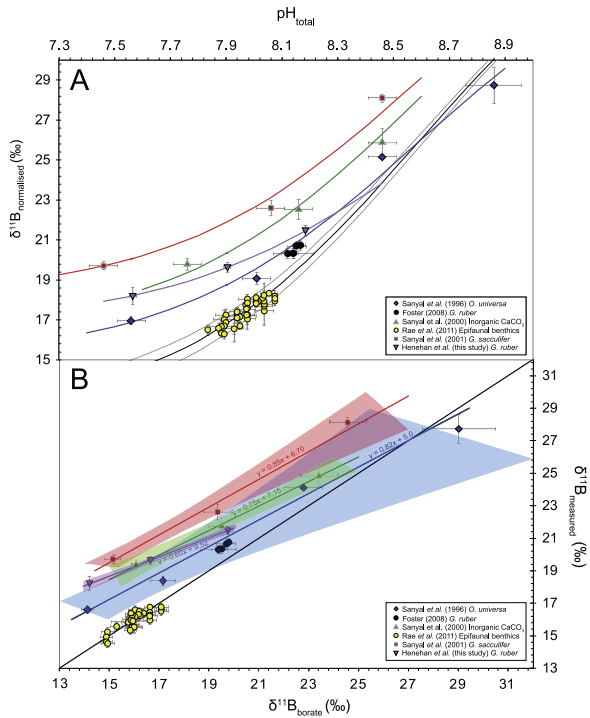 pH total
7.3 7.5 7.7 7.9 8.1 8.3 8.5 8.7 8.9
A
29
27
25
23
21
19
17
15
δ¹¹B normalised (‰)
Sanyal et al. (1996) O. universa
Foster (2008) G. ruber
Sanyal et al. (2000) Inorganic CaCO₃
Rae et al. (2011) Epifaunal benthics
Sanyal et al. (2001) G. sacculifer
Henehan et al. (this study) G. ruber
B
31
29
27
25
23
21
19
17
15
13
δ¹¹B measured (‰)
y = 0.82x + 5.0
y = 0.75x + 7.15
Sanyal et al. (1996) O. universa
Foster (2008) G. ruber
Sanyal et al. (2000) Inorganic CaCO₃
Rae et al. (2011) Epifaunal benthics
Sanyal et al. (2001) G. sacculifer
Henehan et al. (this study) G. ruber
13 15 17 19 21 23 25 27 29 31
δ¹¹B borate (‰)